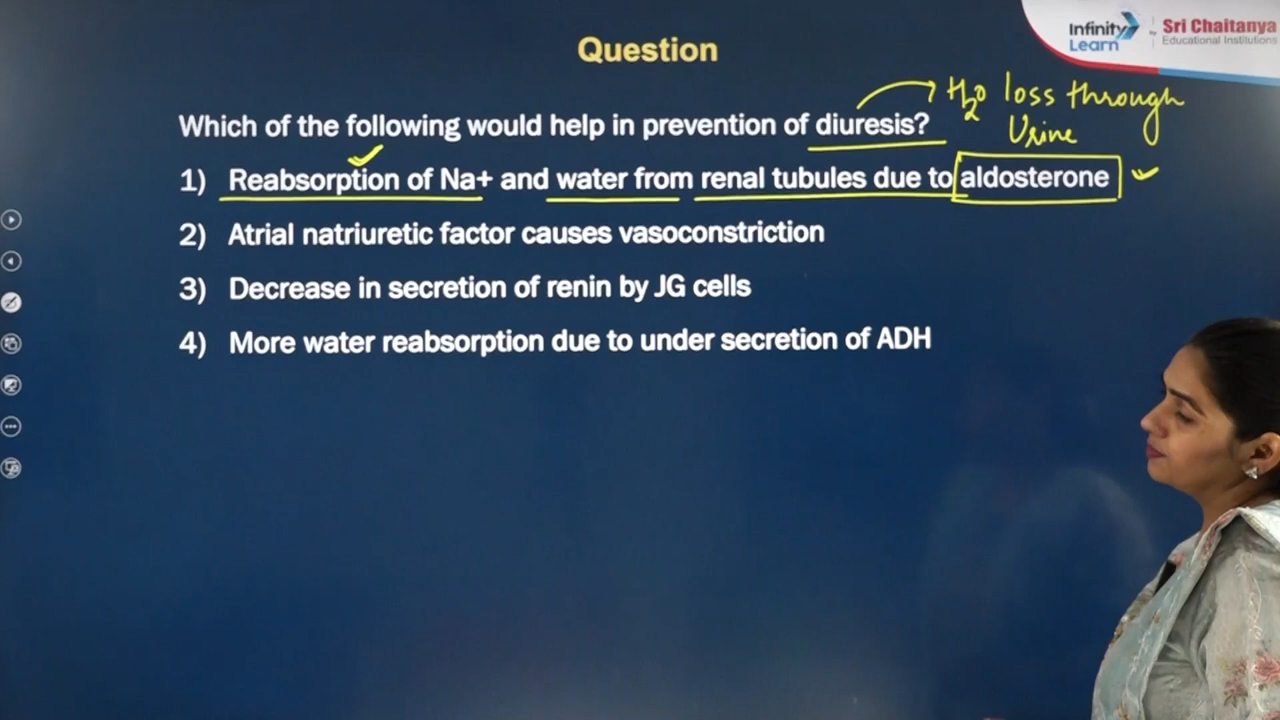 Infinity Learn by Sri Chaitanya Educational Institutions
Question
H2O loss through
Urine
Which of the following would help in prevention of diuresis?
1) Reabsorption of Na+ and water from renal tubules due to aldosterone
2) Atrial natriuretic factor causes vasoconstriction
3) Decrease in secretion of renin by JG cells
4) More water reabsorption due to under secretion of ADH